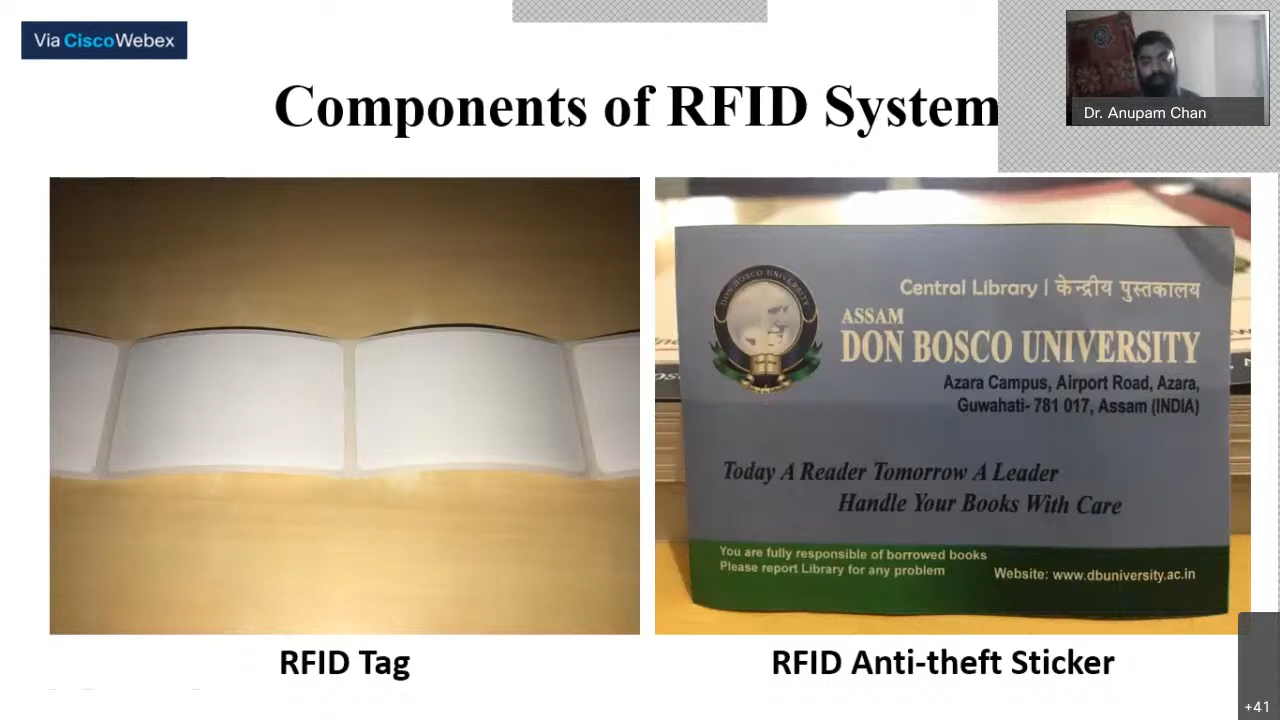 Via CiscoWebex
Components of RFID System
Dr. Anupam Chan
DON BOSCO UNIVERSITY
Central Library | केन्द्रीय पुस्तकालय
ASSAM
DON BOSCO UNIVERSITY
Azara Campus, Airport Road, Azara,
Guwahati- 781 017, Assam (INDIA)
Today A Reader Tomorrow A Leader
Handle Your Books With Care
You are fully responsible of borrowed books
Please report Library for any problem
Website: www.dbuniversity.ac.in
RFID Tag
RFID Anti-theft Sticker
+41